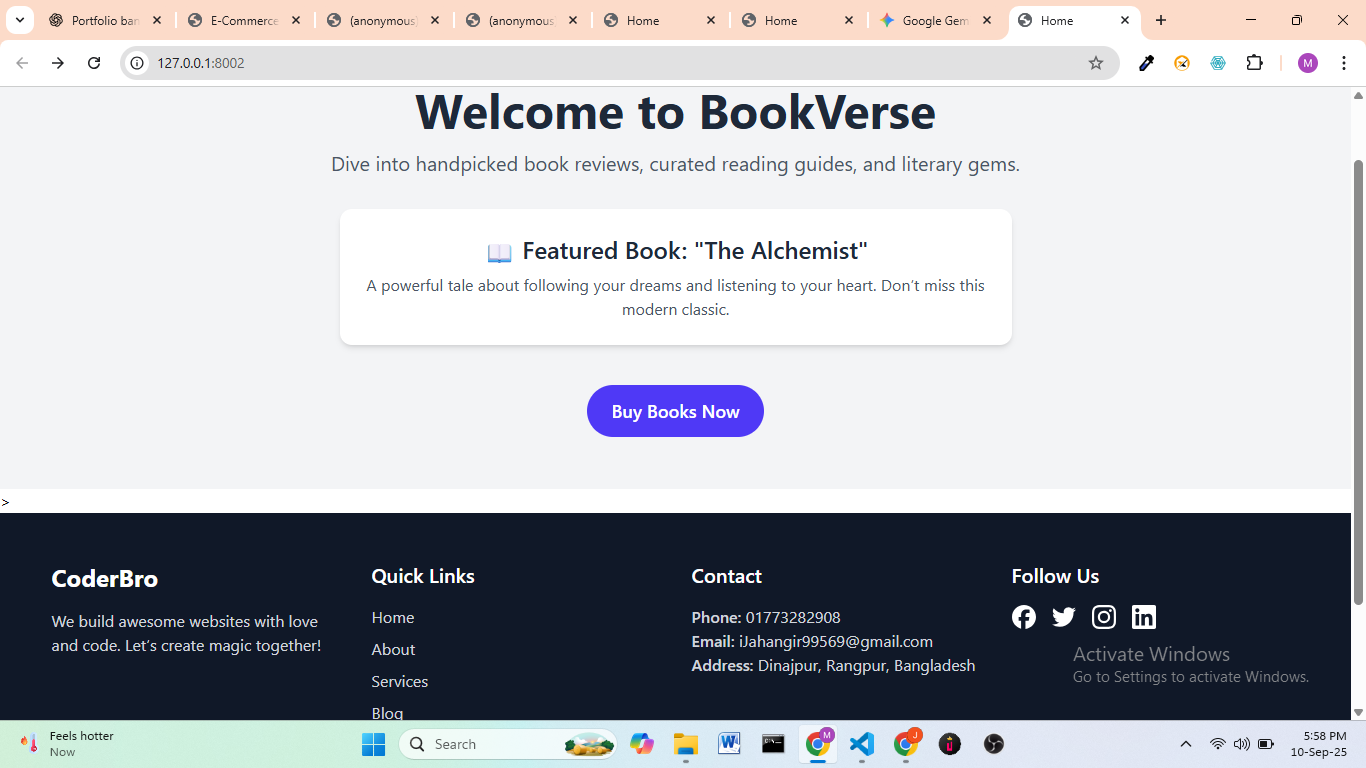 Portfolio ban
E-Commerce
(anonymous)
(anonymous
Home
Home
Google Gem
Home
127.0.0.1:8002
M
Welcome to BookVerse
Dive into handpicked book reviews, curated reading guides, and literary gems.
📖 Featured Book: "The Alchemist"
A powerful tale about following your dreams and listening to your heart. Don’t miss this
modern classic.
Buy Books Now
>
CoderBro
We build awesome websites with love
and code. Let’s create magic together!
Quick Links
Home
About
Services
Blog
Contact
Phone: 01773282908
Email: iJahangir99569@gmail.com
Address: Dinajpur, Rangpur, Bangladesh
Follow Us
Activate Windows
Go to Settings to activate Windows.
Feels hotter
Now
Search
M
J
5:58 PM
10-Sep-25